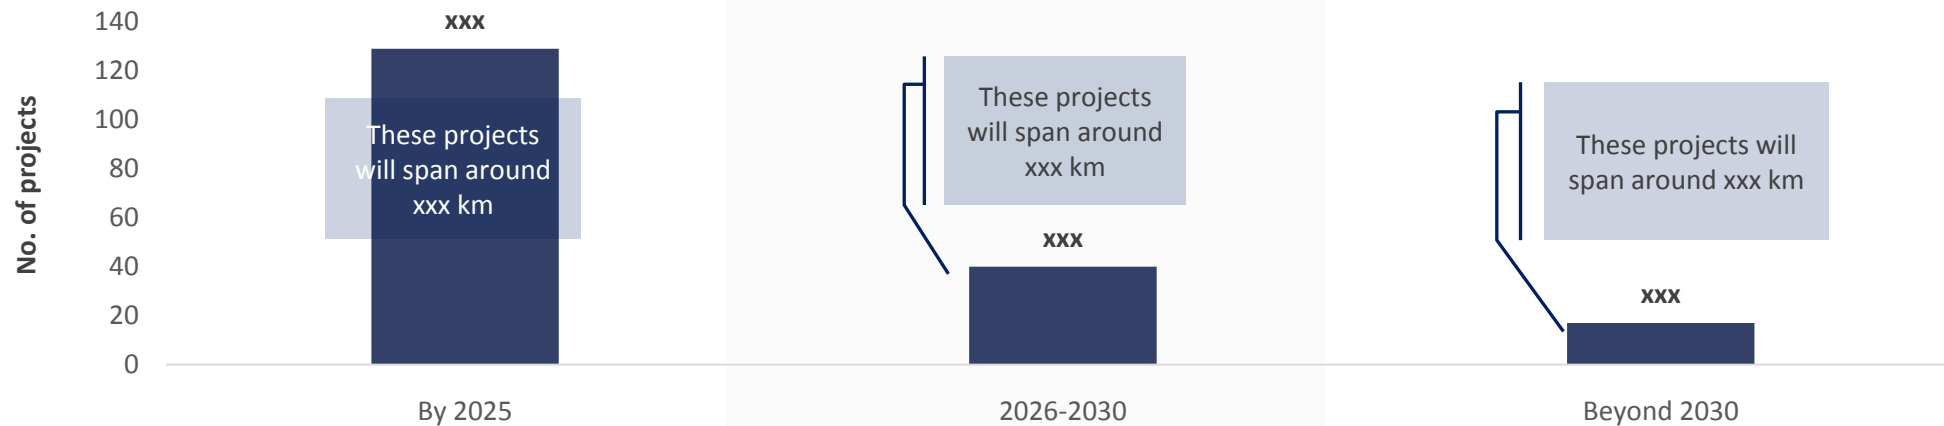 No. of projects
140
120
100
80
60
40
20
0
xxx
These projects
will span around
xxx km
By 2025
These projects
will span around
xxx km
xxx
2026-2030
These projects will
span around xxx km
xxx
Beyond 2030